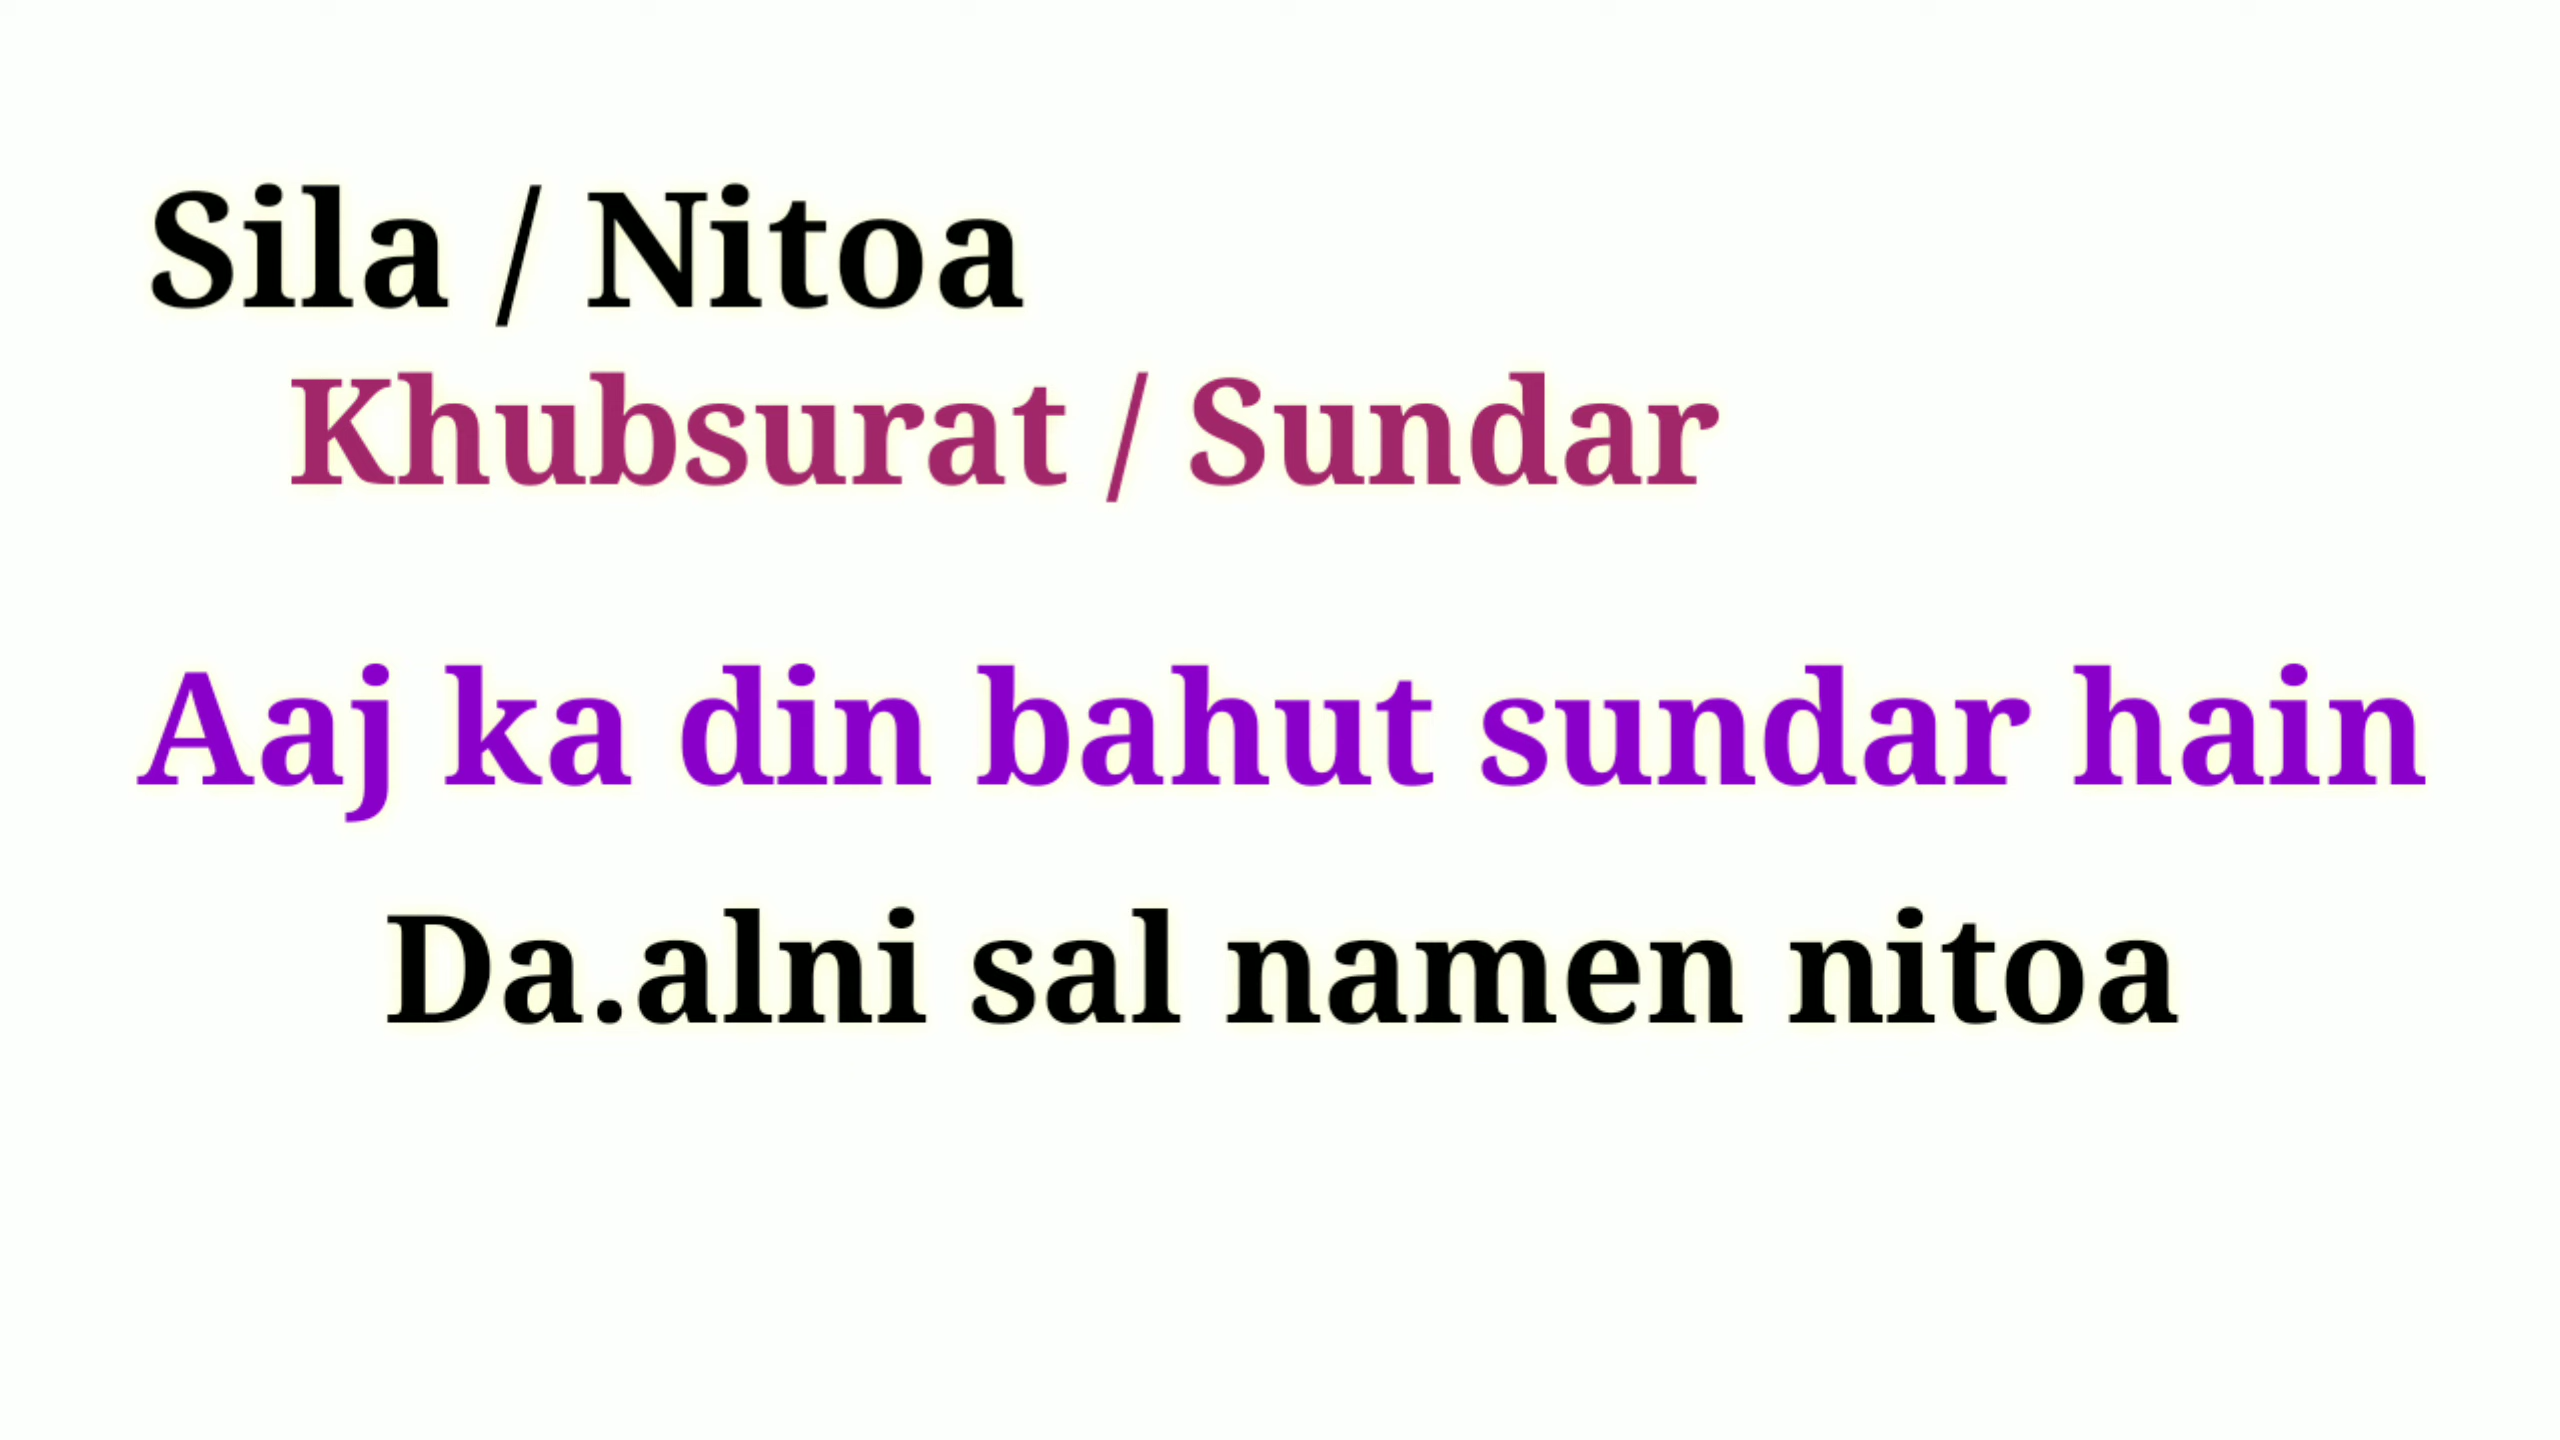 Sila / Nitoa
Khubsurat / Sundar
Aaj ka din bahut sundar hain
Da.alni sal namen nitoa